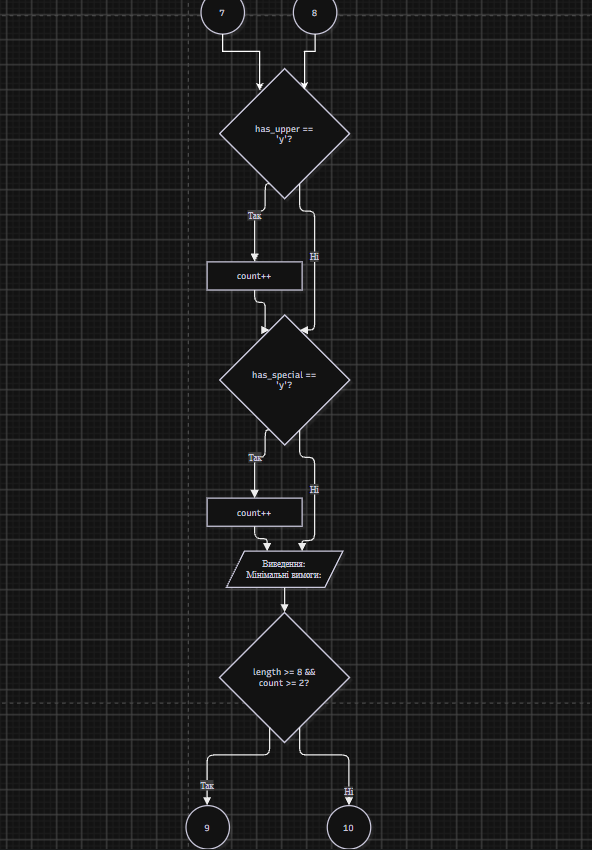 7
8
has_upper ==
'y'?
Так
Ні
count++
has_special ==
'y'?
Так
Ні
count++
Виведення:
Мінімальні вимоги:
length >= 8 &&
count >= 2?
Так
Ні
9
10